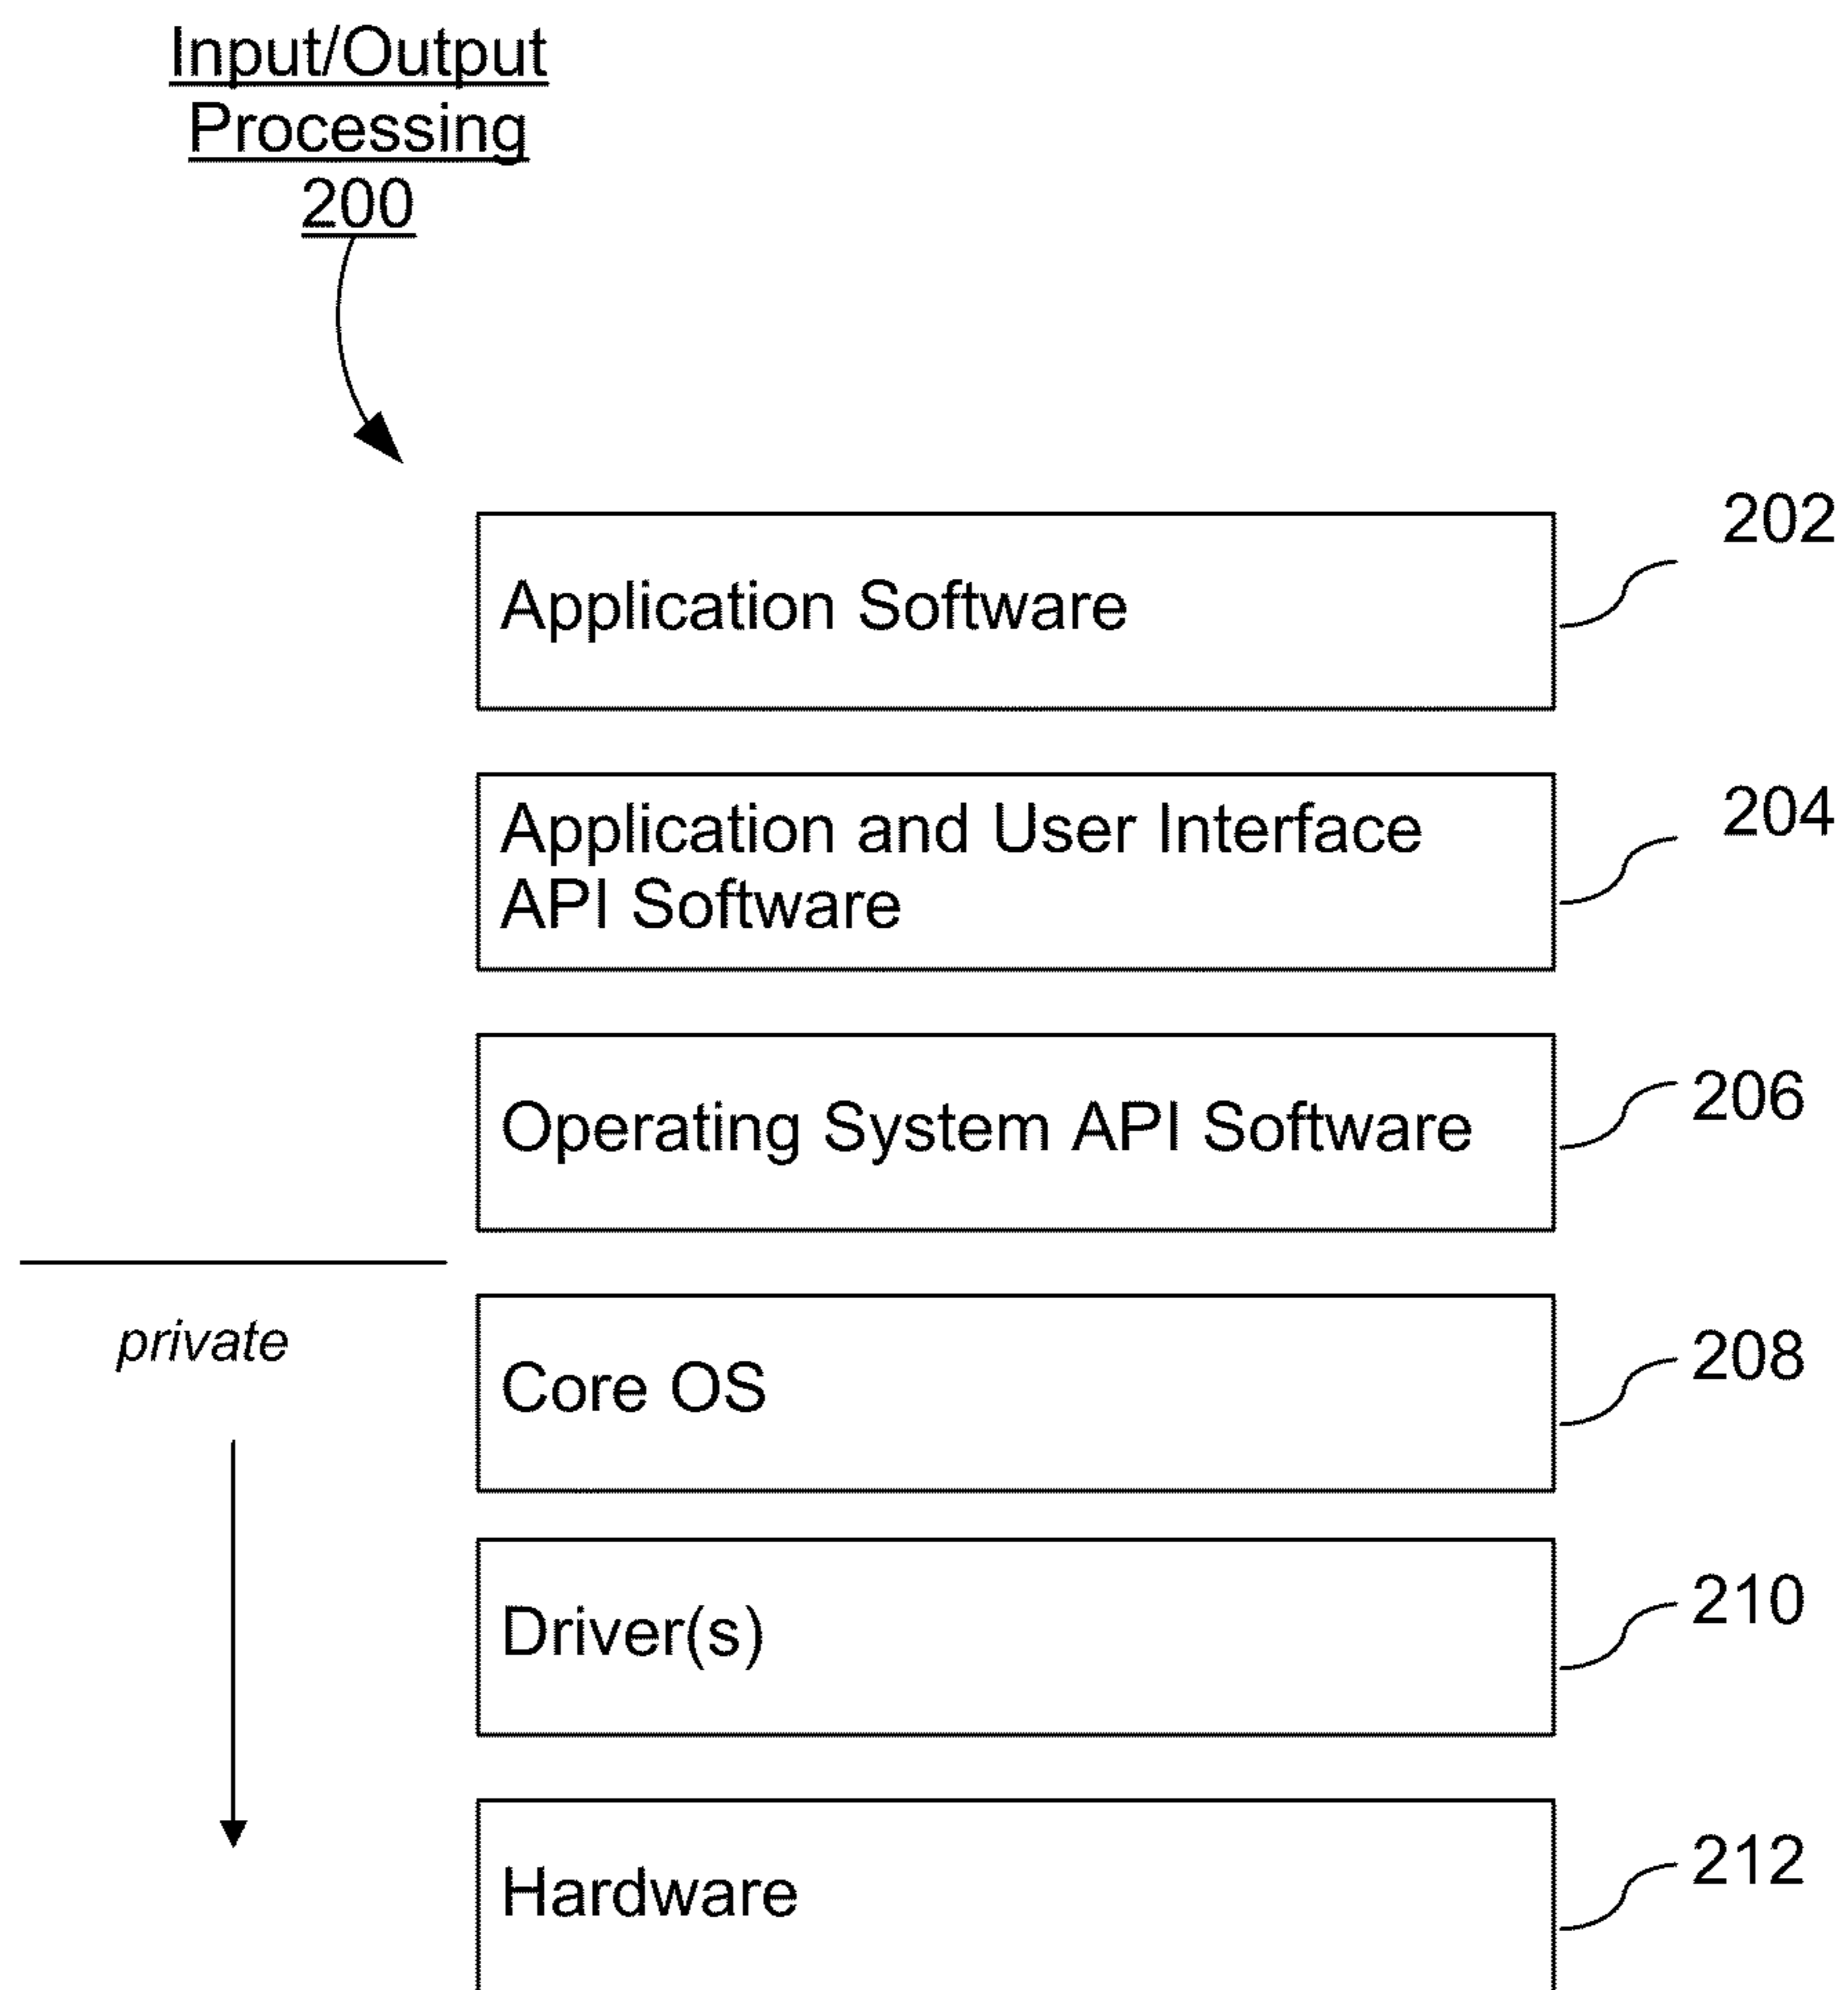 Input/Output
Processing
200
202
Application Software
204
Application and User Interface
API Software
206
Operating System API Software
private
208
Core OS
210
Driver(s)
212
Hardware